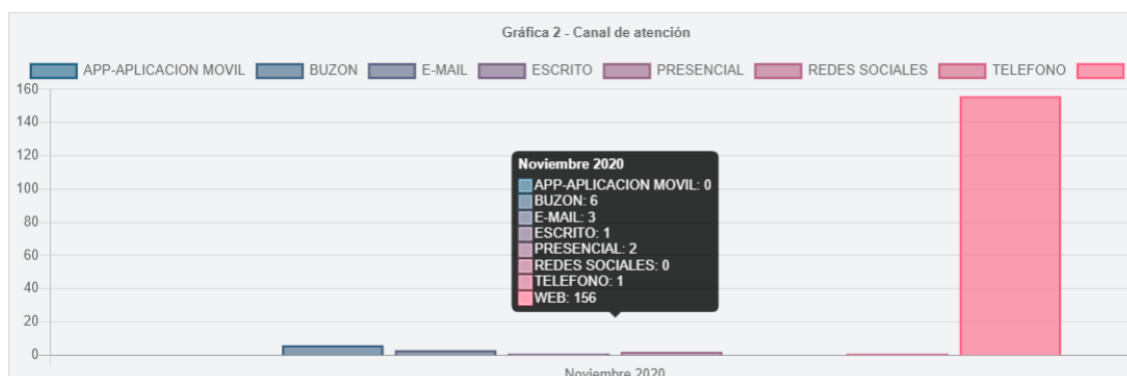 Gráfica 2 - Canal de atención
APP-APLICACION MOVIL BUZON E-MAIL ESCRITO PRESENCIAL REDES SOCIALES TELEFONO
160
140
120
100
80
60
40
20
0
Noviembre 2020
APP-APLICACION MOVIL: 0
BUZON: 6
E-MAIL: 3
ESCRITO: 1
PRESENCIAL: 2
REDES SOCIALES: 0
TELEFONO: 1
WEB: 156
Noviembre 2020